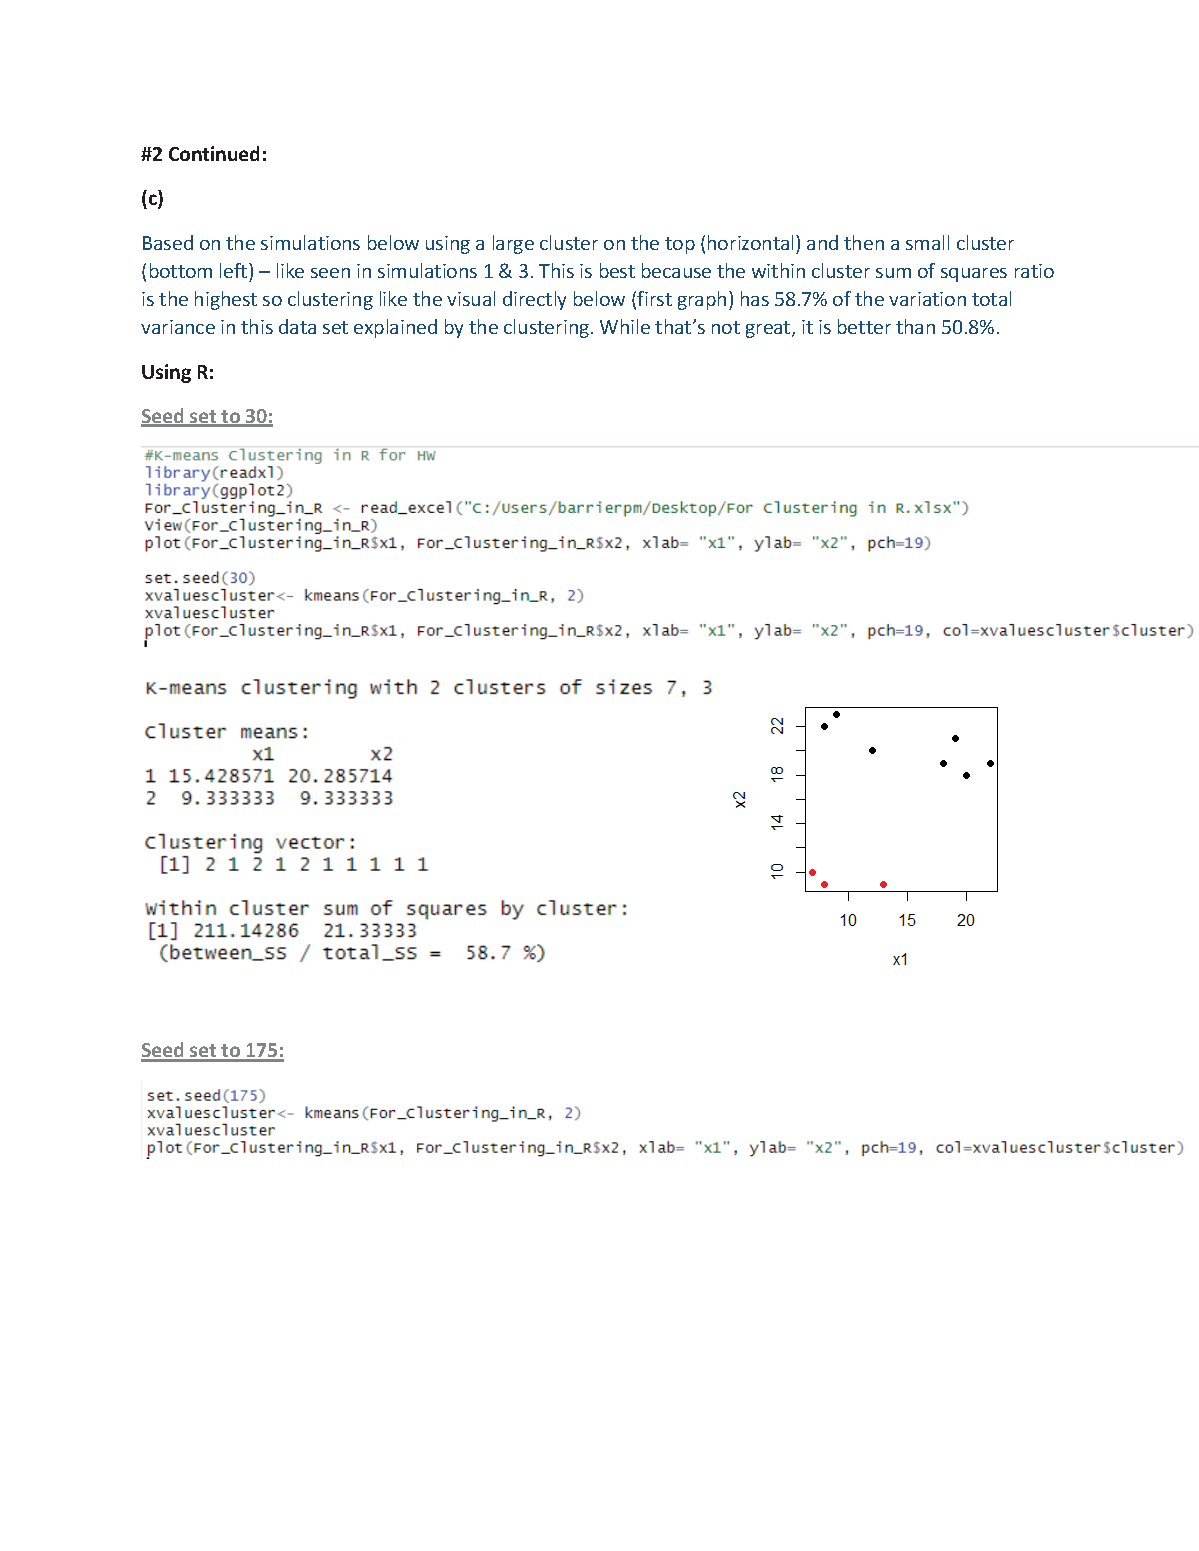 #2 Continued:
(c)
Based on the simulations below using a large cluster on the top (horizontal) and then a small cluster
(bottom left) – like seen in simulations 1 & 3. This is best because the within cluster sum of squares ratio
is the highest so clustering like the visual directly below (first graph) has 58.7% of the variation total
variance in this data set explained by the clustering. While that's not great, it is better than 50.8%.
Using R:
Seed set to 30:
#K-means Clustering in R for HW
library(readxl)
library(ggplot2)
For_Clustering_in_R <- read_excel("C:/Users/barrierpm/Desktop/For Clustering in R.xlsx")
View(For_Clustering_in_R)
plot(For_Clustering_in_R$x1, For_Clustering_in_R$x2, xlab= "x1", ylab= "x2", pch=19)
set.seed(30)
xvaluescluster<- kmeans(For_Clustering_in_R, 2)
xvaluescluster
plot(For_Clustering_in_R$x1, For_Clustering_in_R$x2, xlab= "x1", ylab= "x2", pch=19, col=xvaluescluster$cluster)
K-means clustering with 2 clusters of sizes 7, 3
Cluster means:
x1 x2
1 15.428571 20.285714
2 9.333333 9.333333
Clustering vector:
[1] 2 1 2 1 2 1 1 1 1 1
Within cluster sum of squares by cluster:
[1] 211.14286 21.33333
(between_SS / total_SS = 58.7 %)
x2
22
18
14
10
10 15 20
x1
Seed set to 175:
set.seed(175)
xvaluescluster<- kmeans(For_Clustering_in_R, 2)
xvaluescluster
plot(For_Clustering_in_R$x1, For_Clustering_in_R$x2, xlab= "x1", ylab= "x2", pch=19, col=xvaluescluster$cluster)